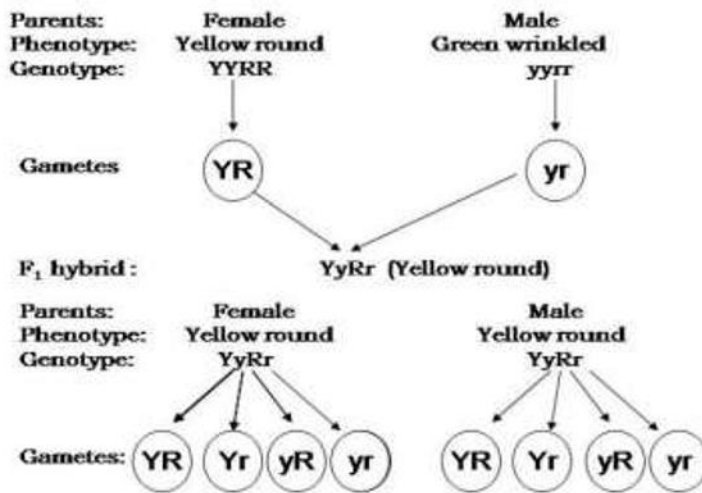 Parents: Female Male
Phenotype: Yellow round Green wrinkled
Genotype: YYRR yyrr
Gametes YR yr
F₁ hybrid : YyRr (Yellow round)
Parents: Female Male
Phenotype: Yellow round Yellow round
Genotype: YyRr YyRr
Gametes: YR Yr yR yr YR Yr yR yr